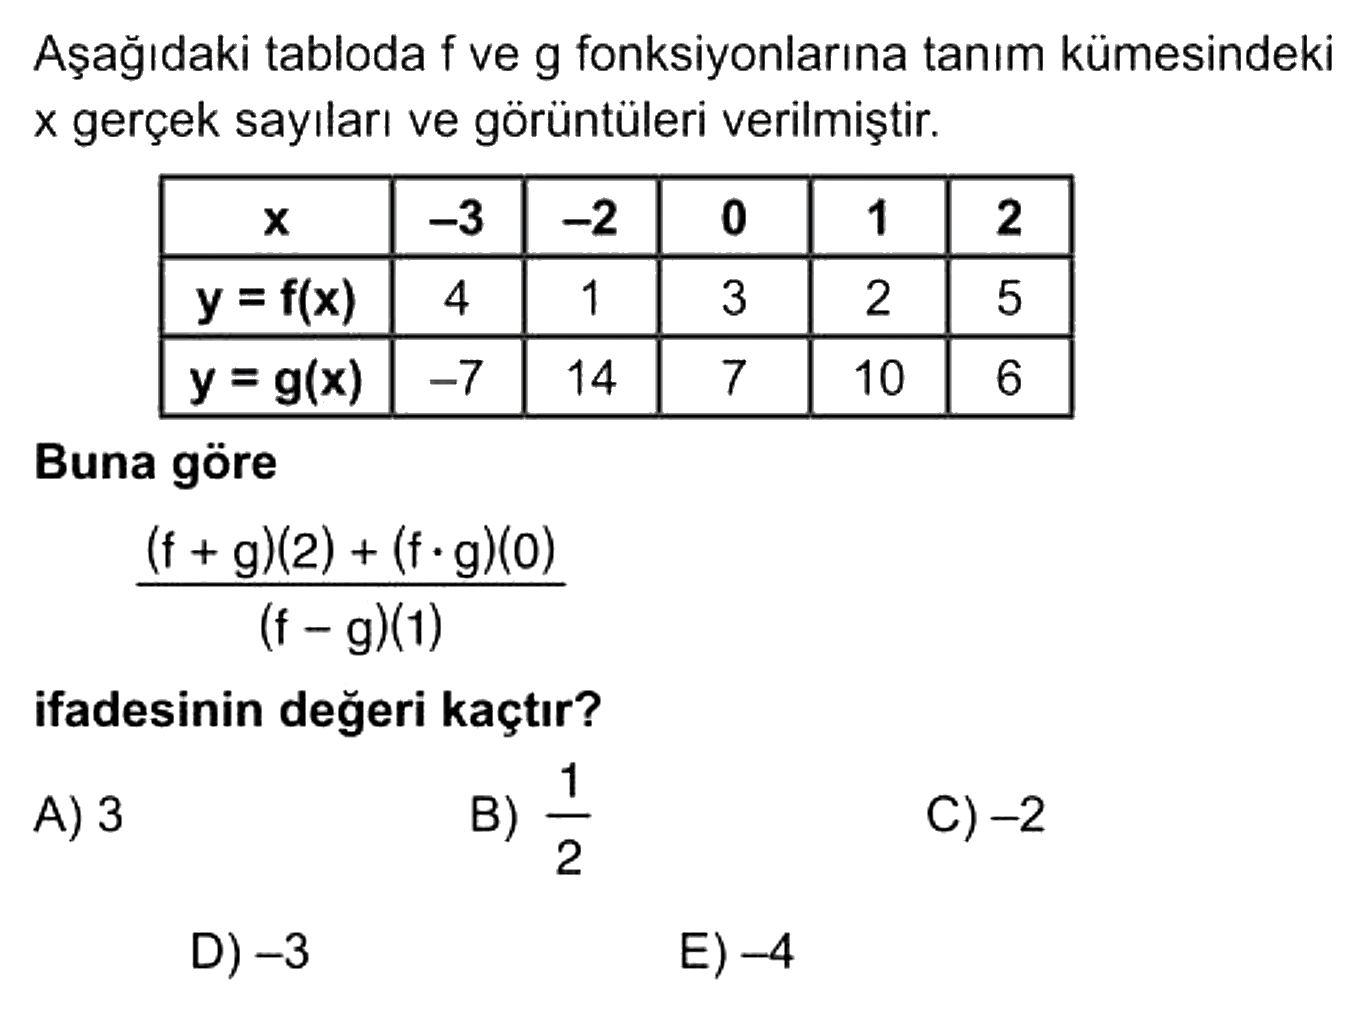 Aşağıdaki tabloda f ve g fonksiyonlarına tanım kümesindeki
x gerçek sayıları ve görüntüleri verilmiştir.
x –3 –2 0 1 2
y = f(x) 4 1 3 2 5
y = g(x) –7 14 7 10 6
Buna göre
(f + g)(2) + (f · g)(0)
(f – g)(1)
ifadesinin değeri kaçtır?
A) 3 B) 1/2 C) –2
D) –3 E) –4